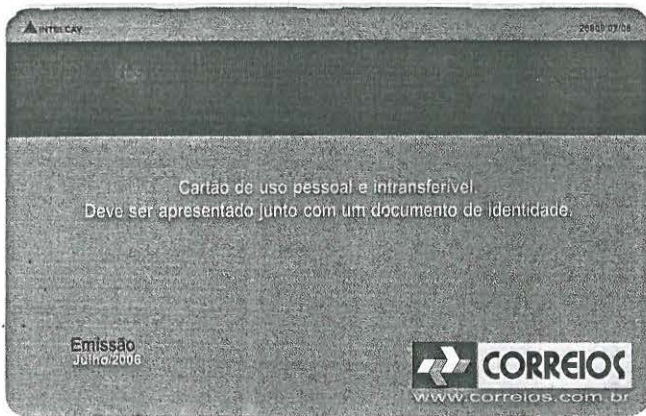 INTELCAV
Cartão de uso pessoal e intransferível.
Deve ser apresentado junto com um documento de identidade.
Emissão
Julho/2006
CORREIOS
www.correios.com.br